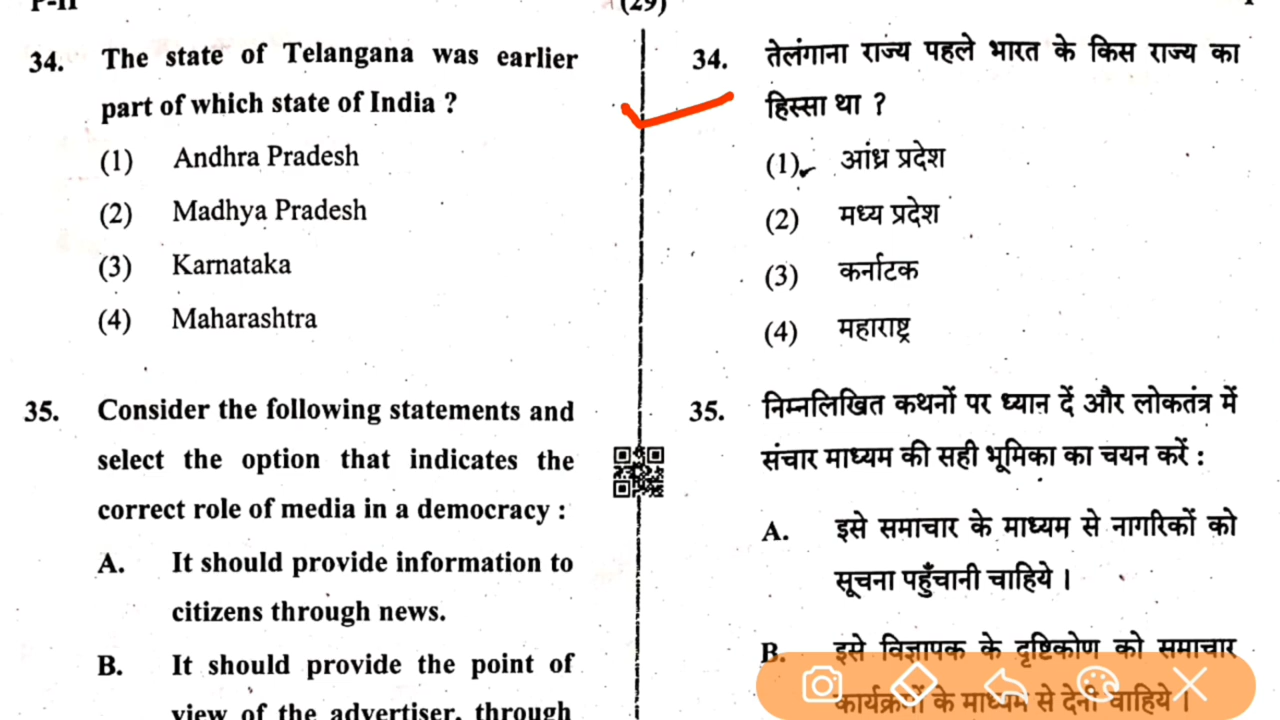 P-II
(29)
34. The state of Telangana was earlier
part of which state of India ?
(1) Andhra Pradesh
(2) Madhya Pradesh
(3) Karnataka
(4) Maharashtra
35. Consider the following statements and
select the option that indicates the
correct role of media in a democracy :
A. It should provide information to
citizens through news.
B. It should provide the point of
view of the advertiser, through
34. तेलंगाना राज्य पहले भारत के किस राज्य का
हिस्सा था ?
(1) आंध्र प्रदेश
(2) मध्य प्रदेश
(3) कर्नाटक
(4) महाराष्ट्र
35. निम्नलिखित कथनों पर ध्यान दें और लोकतंत्र में
संचार माध्यम की सही भूमिका का चयन करें :
A. इसे समाचार के माध्यम से नागरिकों को
सूचना पहुँचानी चाहिये ।
B. इसे विज्ञापक के दृष्टिकोण को समाचार
कार्यक्रमों के माध्यम से देनी चाहिये ।